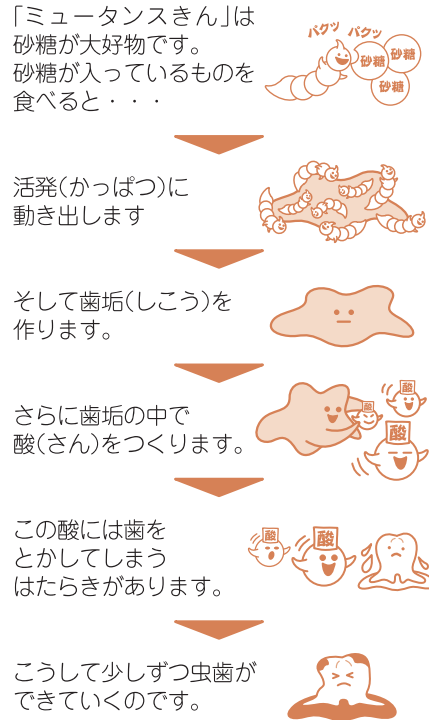 「ミュータンスきん」は
砂糖が大好物です。
砂糖が入っているものを
食べると・・・
パクッ パクッ
砂糖
砂糖
砂糖
活発(かっぱつ)に
動き出します
そして歯垢(しこう)を
作ります。
さらに歯垢の中で
酸(さん)をつくります。
酸
酸
酸
この酸には歯を
とかしてしまう
はたらきがあります。
酸
酸
こうして少しずつ虫歯が
できていくのです。